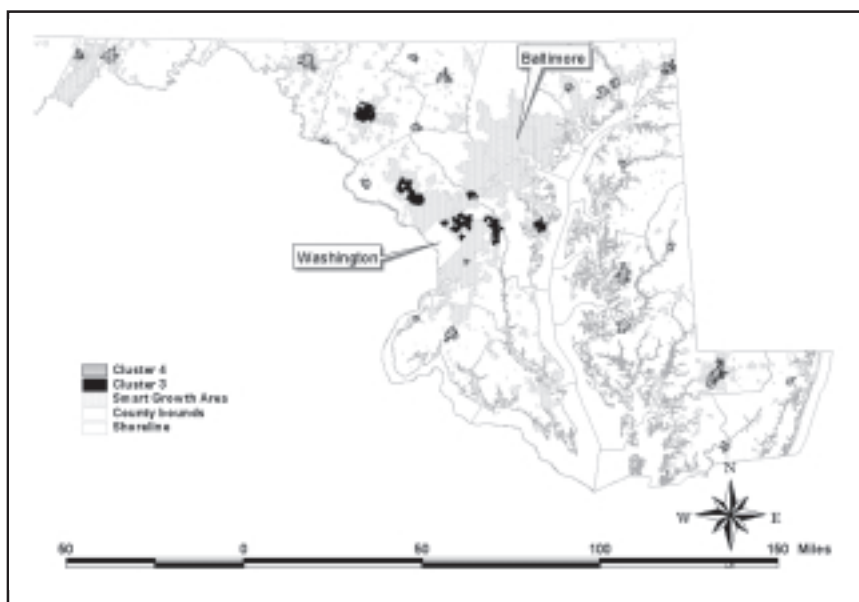 Baltimore
Washington
Cluster 4
Cluster 3
Smart Growth Area
County bounds
Shoreline
N
W E
S
50 0 50 100 150 Miles